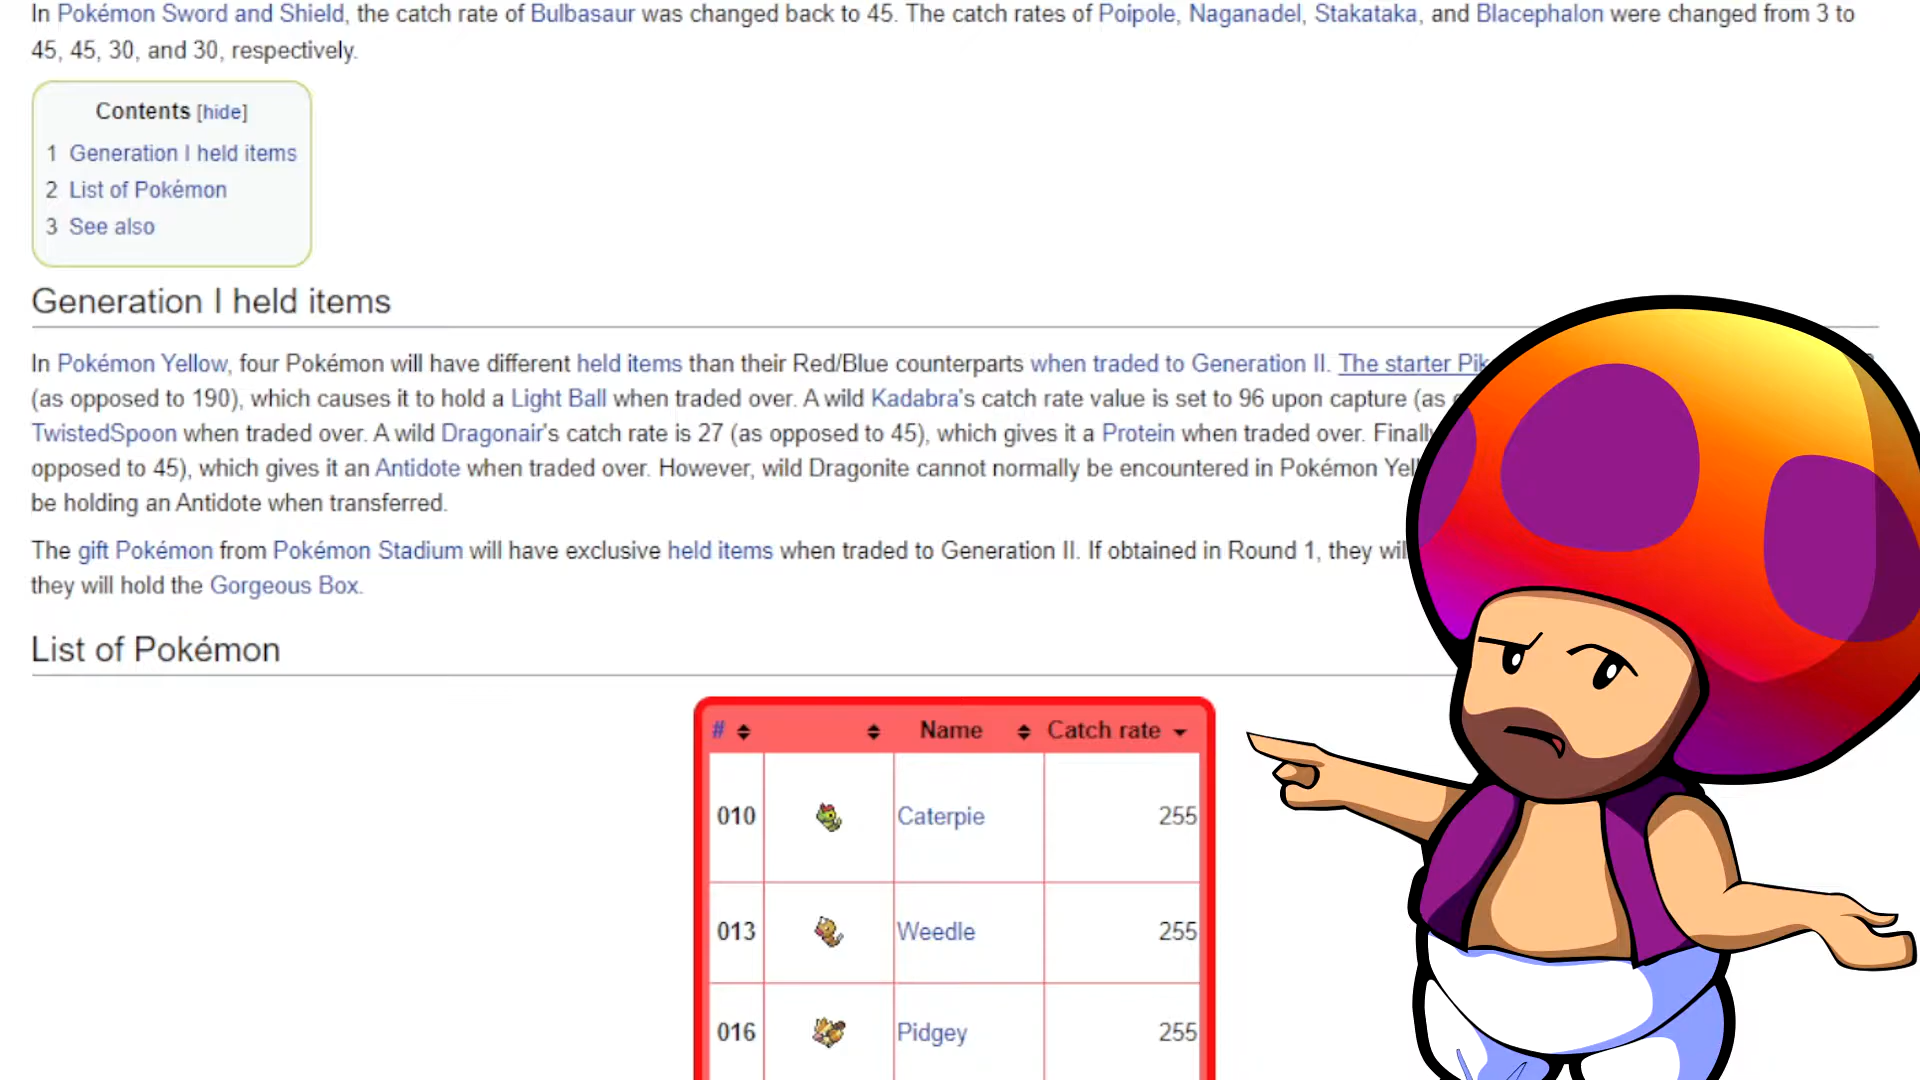 In Pokémon Sword and Shield, the catch rate of Bulbasaur was changed back to 45. The catch rates of Poipole, Naganadel, Stakataka, and Blacephalon were changed from 3 to
45, 45, 30, and 30, respectively.
Contents [hide]
1 Generation I held items
2 List of Pokémon
3 See also
Generation I held items
In Pokémon Yellow, four Pokémon will have different held items than their Red/Blue counterparts when traded to Generation II. The starter
(as opposed to 190), which causes it to hold a Light Ball when traded over. A wild Kadabra's catch rate value is set to 96 upon capture (as
TwistedSpoon when traded over. A wild Dragonair's catch rate is 27 (as opposed to 45), which gives it a Protein when traded over.
opposed to 45), which gives it an Antidote when traded over. However, wild Dragonite cannot normally be encountered in Pokémon
be holding an Antidote when transferred.
The gift Pokémon from Pokémon Stadium will have exclusive held items when traded to Generation II. If obtained in Round 1, they
they will hold the Gorgeous Box.
List of Pokémon
# Name Catch rate
010 Caterpie 255
013 Weedle 255
016 Pidgey 255